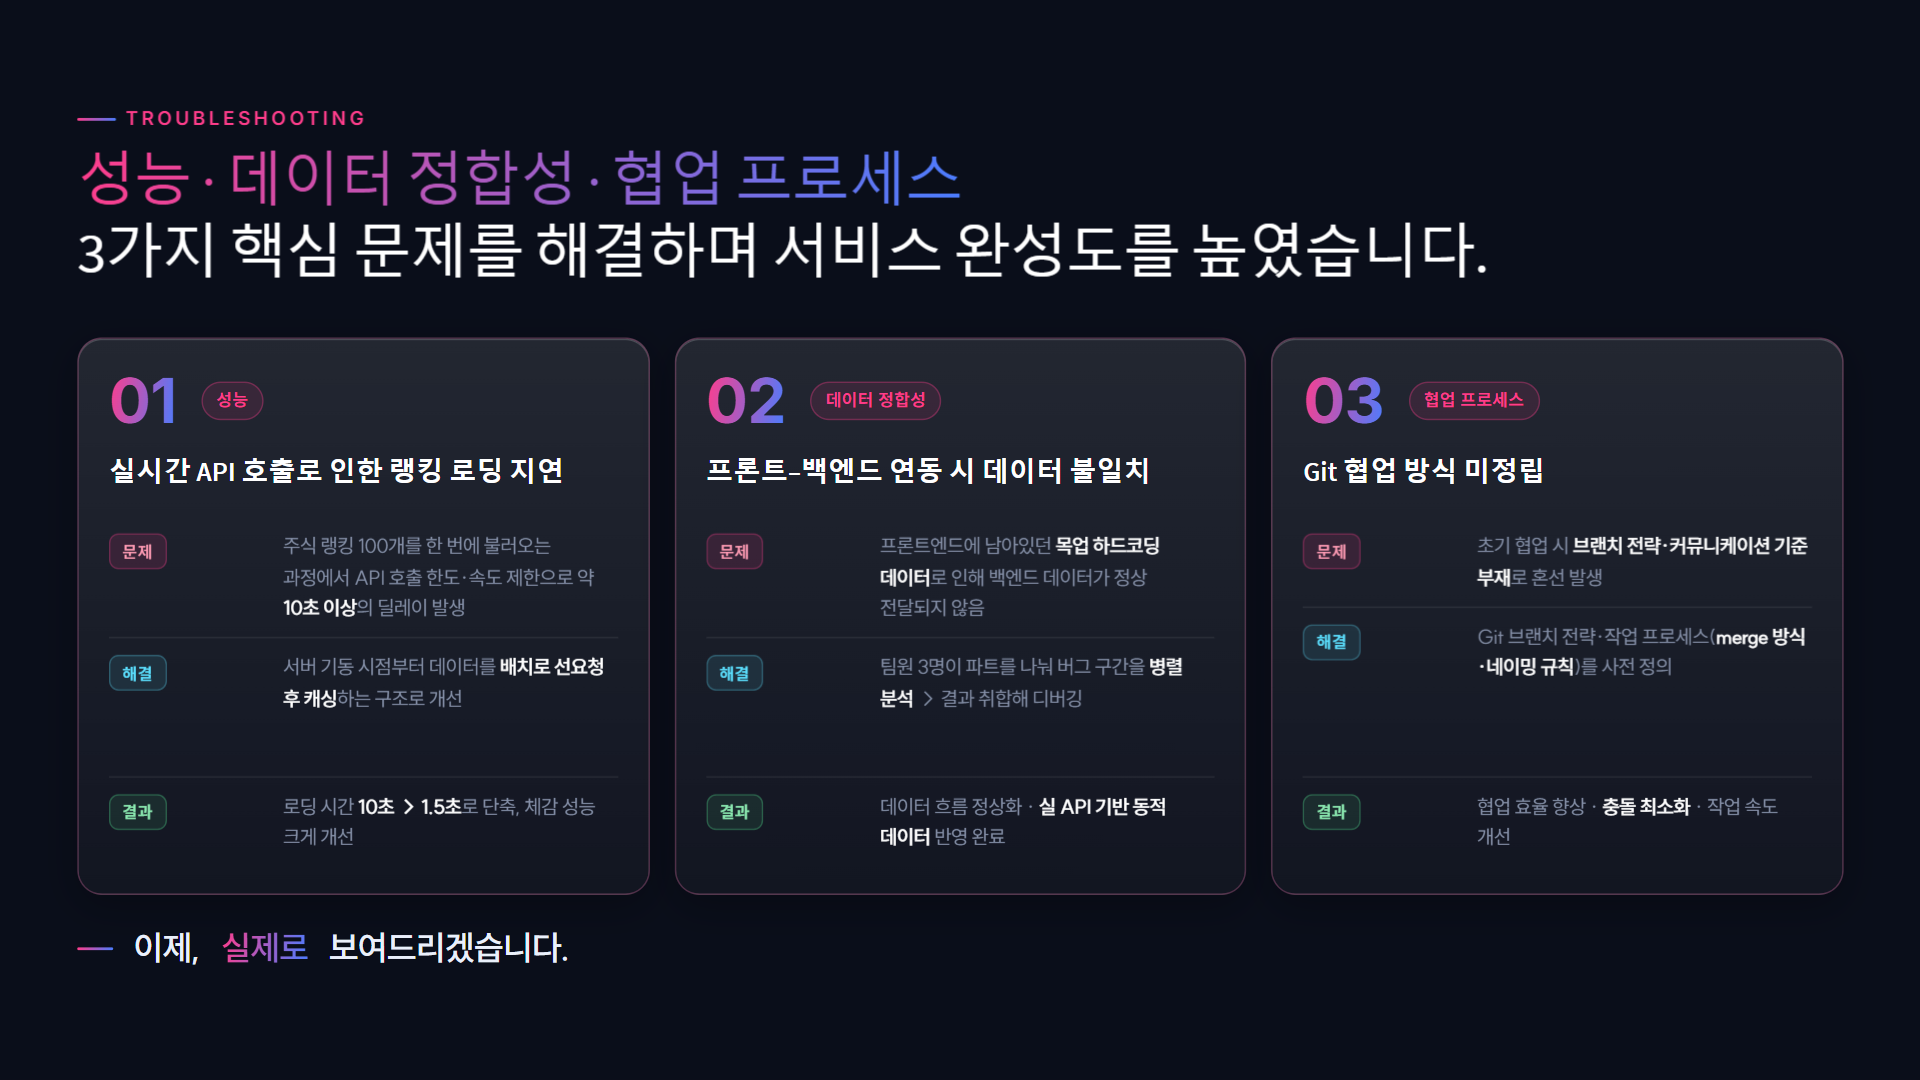 TROUBLESHOOTING
성능·데이터 정합성·협업 프로세스
3가지 핵심 문제를 해결하며 서비스 완성도를 높였습니다.
01 성능
실시간 API 호출로 인한 랭킹 로딩 지연
문제
주식 랭킹 100개를 한 번에 불러오는
과정에서 API 호출 한도·속도 제한으로 약
10초 이상의 딜레이 발생
해결
서버 기동 시점부터 데이터를 배치로 선요청
후 캐싱하는 구조로 개선
결과
로딩 시간 10초 > 1.5초로 단축, 체감 성능
크게 개선
02 데이터 정합성
프론트–백엔드 연동 시 데이터 불일치
문제
프론트엔드에 남아있던 목업 하드코딩
데이터로 인해 백엔드 데이터가 정상
전달되지 않음
해결
팀원 3명이 파트를 나눠 버그 구간을 병렬
분석 > 결과 취합해 디버깅
결과
데이터 흐름 정상화 · 실 API 기반 동적
데이터 반영 완료
03 협업 프로세스
Git 협업 방식 미정립
문제
초기 협업 시 브랜치 전략·커뮤니케이션 기준
부재로 혼선 발생
해결
Git 브랜치 전략·작업 프로세스(merge 방식
·네이밍 규칙)를 사전 정의
결과
협업 효율 향상 · 충돌 최소화 · 작업 속도
개선
이제, 실제로 보여드리겠습니다.